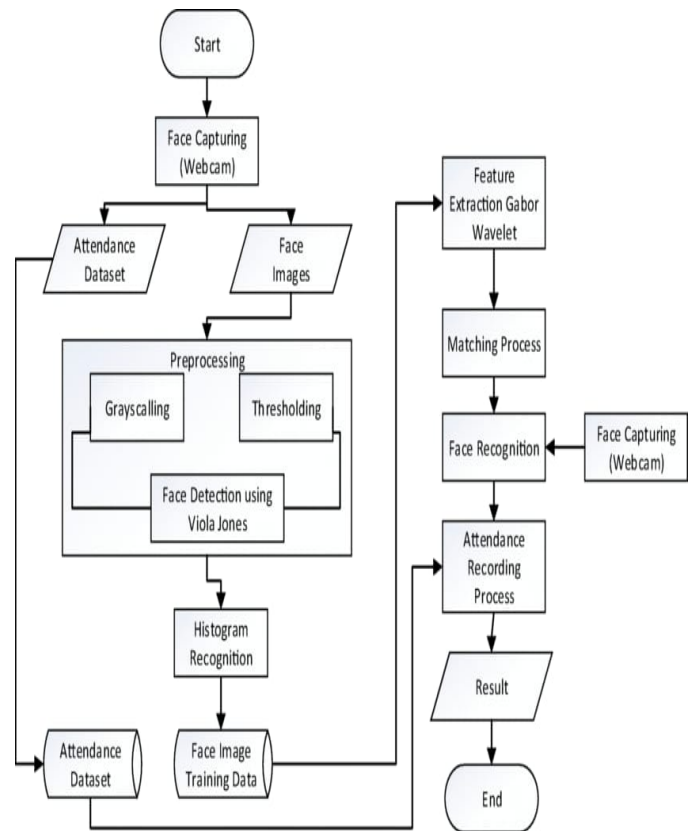 Start
Face Capturing
(Webcam)
Attendance
Dataset
Face
Images
Preprocessing
Grayscalling
Thresholding
Face Detection using
Viola Jones
Histogram
Recognition
Attendance
Dataset
Face Image
Training Data
Feature
Extraction Gabor
Wavelet
Matching Process
Face Recognition
Face Capturing
(Webcam)
Attendance
Recording
Process
Result
End